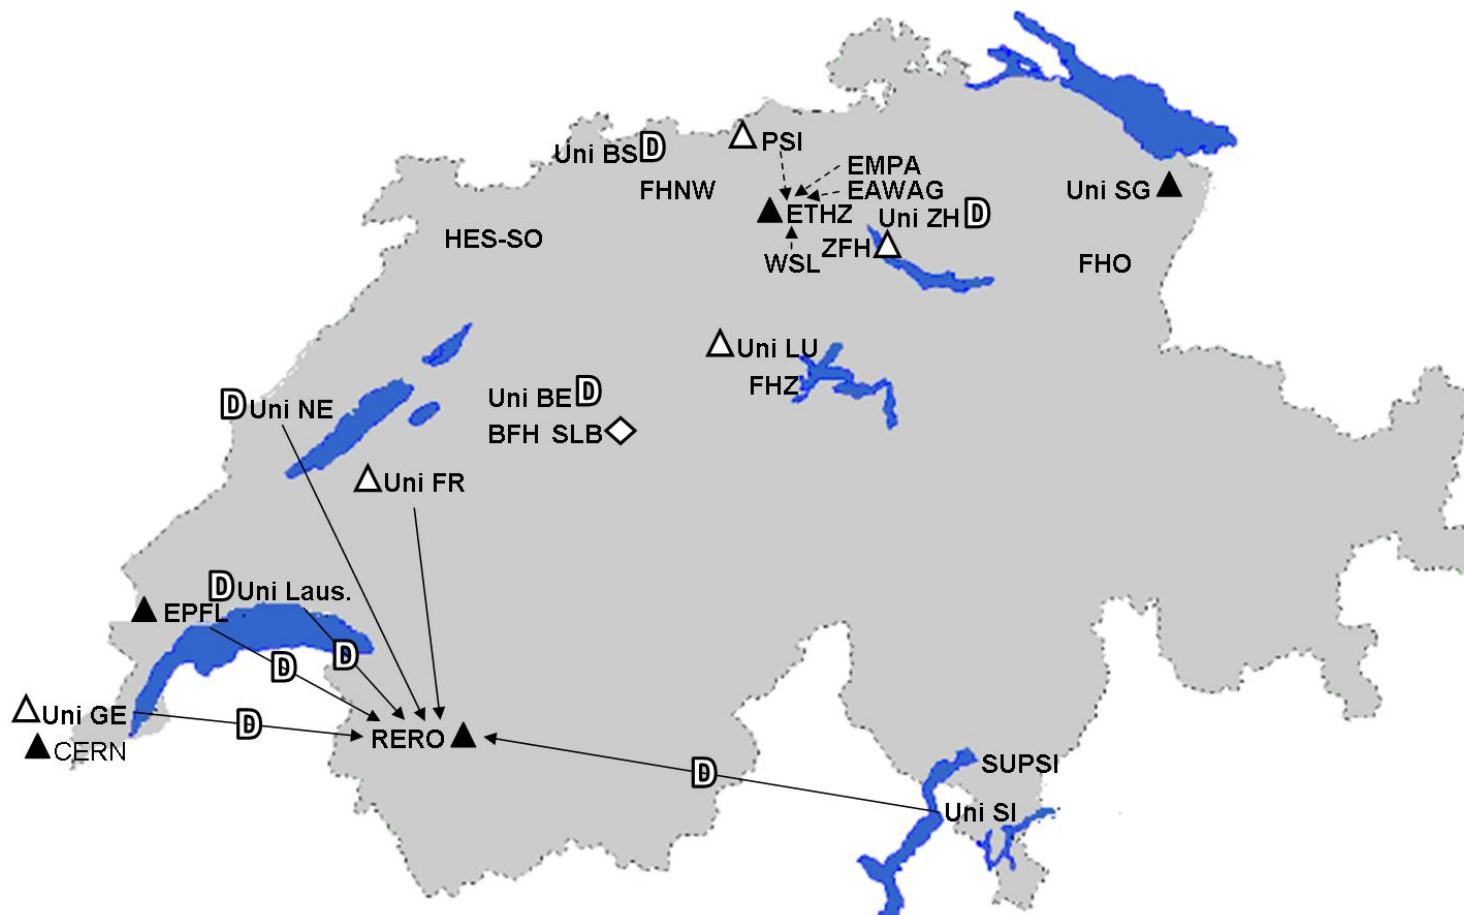 Uni BS D
PSI
EMPA
FHNW
EAWAG
Uni SG
ETHZ
Uni ZH D
HES-SO
ZFH
WSL
FHO
Uni LU
FHZ
Uni BE D
D Uni NE
BFH SLB
Uni FR
D Uni Laus.
EPFL
D
D
Uni GE
D
RERO
CERN
D
SUPSI
Uni SI